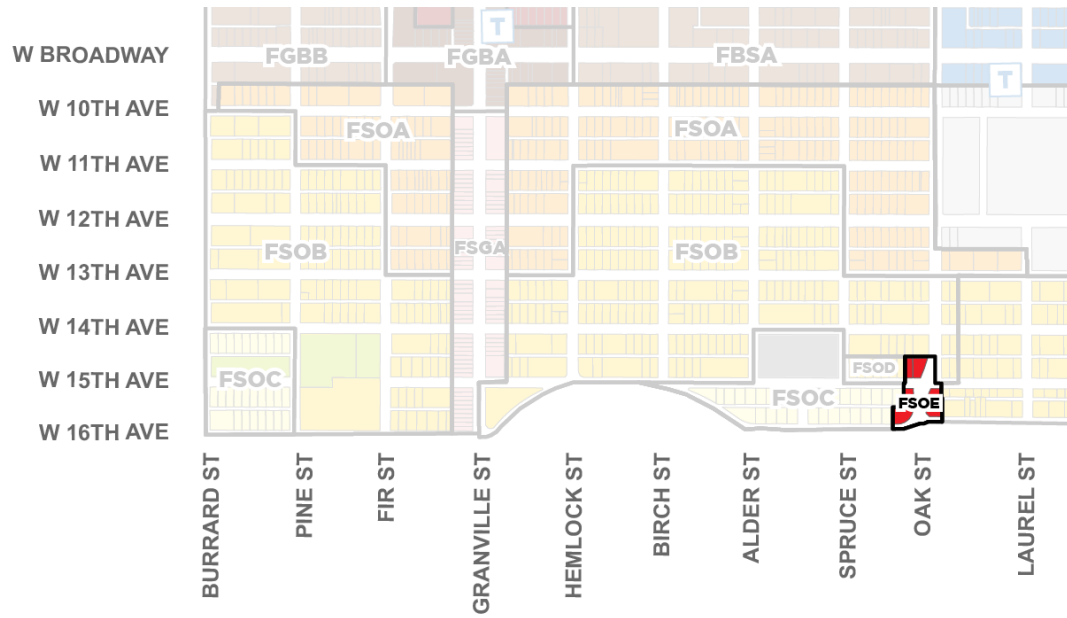 T
W BROADWAY
FGBB
FGBA
FBSA
T
W 10TH AVE
FSOA
FSOA
W 11TH AVE
W 12TH AVE
FSOB
FSGA
FSOB
W 13TH AVE
W 14TH AVE
W 15TH AVE
FSOC
FSOD
FSOC
FSOE
W 16TH AVE
BURRARD ST
PINE ST
FIR ST
GRANVILLE ST
HEMLOCK ST
BIRCH ST
ALDER ST
SPRUCE ST
OAK ST
LAUREL ST